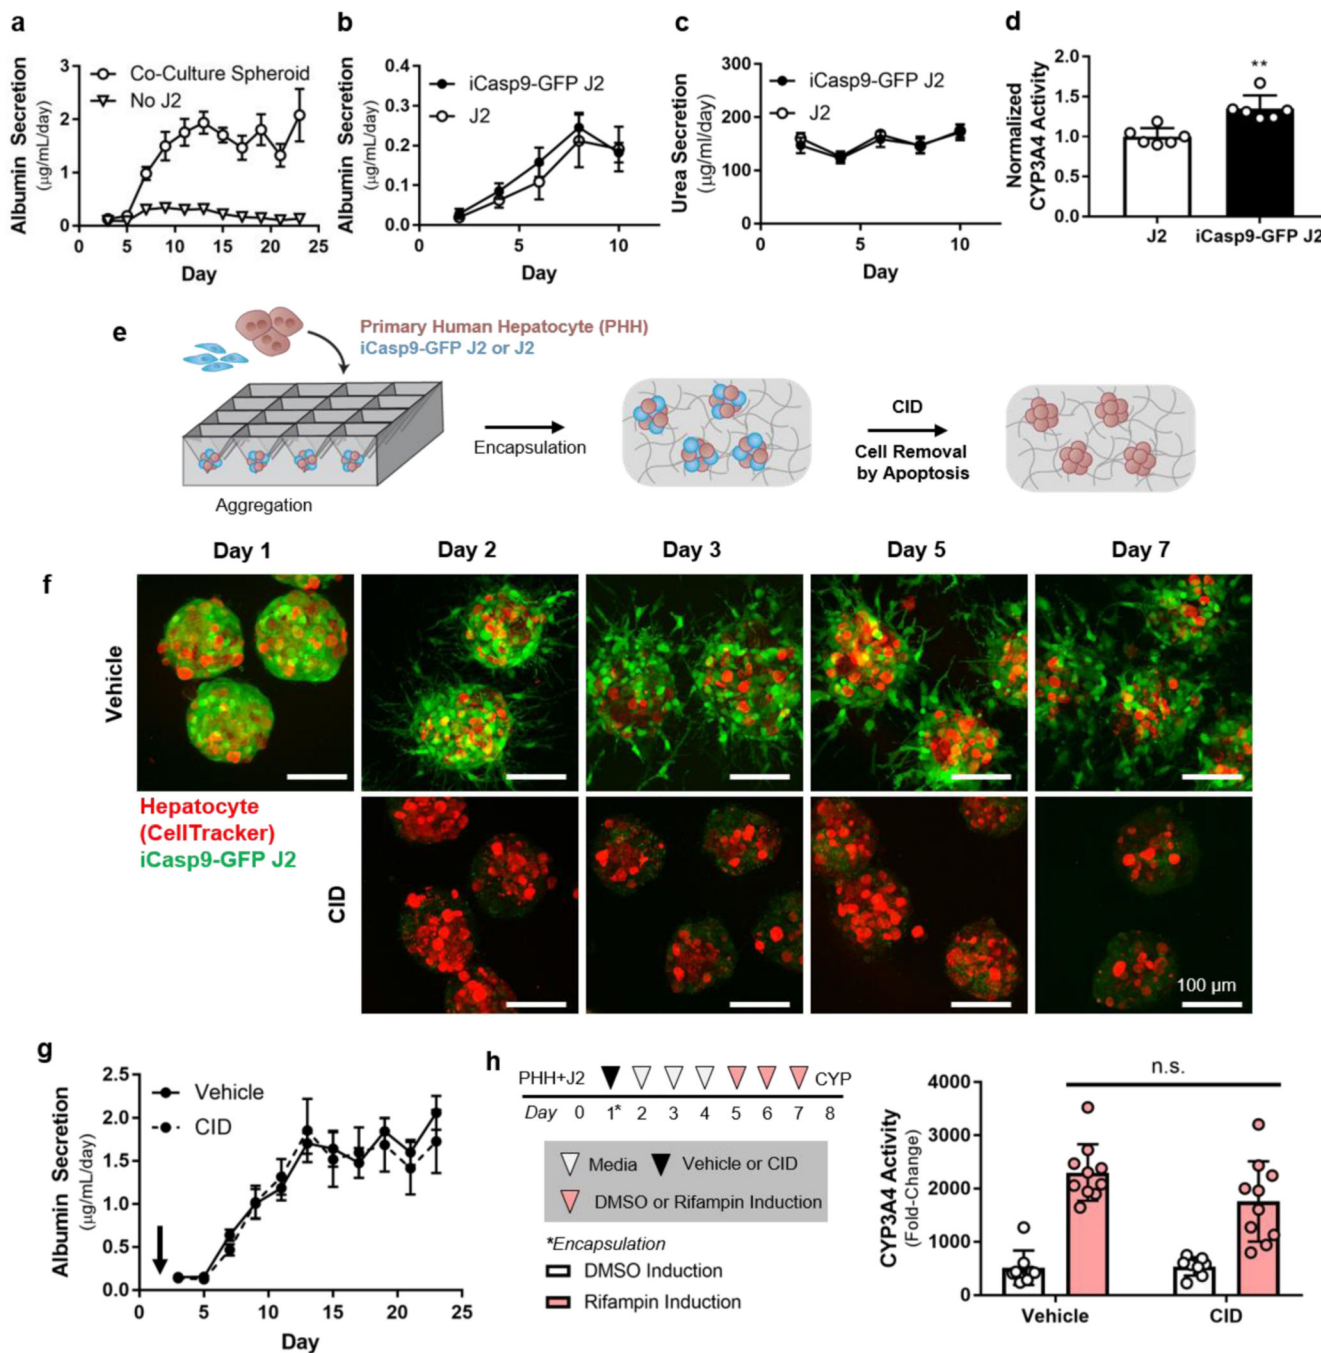 a
Albumin Secretion
(µg/mL/day)
3
2
1
0
Co-Culture Spheroid
No J2
0 5 10 15 20 25
Day
b
Albumin Secretion
(µg/mL/day)
0.4
0.3
0.2
0.1
0.0
iCasp9-GFP J2
J2
0 5 10
Day
c
Urea Secretion
(µg/ml/day)
300
200
100
0
iCasp9-GFP J2
J2
0 5 10
Day
d
Normalized
CYP3A4 Activity
2.0
1.5
1.0
0.5
0.0
**
J2 iCasp9-GFP J2
e
Primary Human Hepatocyte (PHH)
iCasp9-GFP J2 or J2
Aggregation
Encapsulation
CID
Cell Removal
by Apoptosis
f
Day 1 Day 2 Day 3 Day 5 Day 7
Vehicle
Hepatocyte
(CellTracker)
iCasp9-GFP J2
CID
100 µm
g
Albumin Secretion
(µg/mL/day)
2.5
2.0
1.5
1.0
0.5
0.0
Vehicle
CID
0 5 10 15 20 25
Day
h
PHH+J2 CYP
Day 0 1* 2 3 4 5 6 7 8
Media Vehicle or CID
DMSO or Rifampin Induction
*Encapsulation
DMSO Induction
Rifampin Induction
CYP3A4 Activity
(Fold-Change)
4000
3000
2000
1000
0
n.s.
Vehicle CID